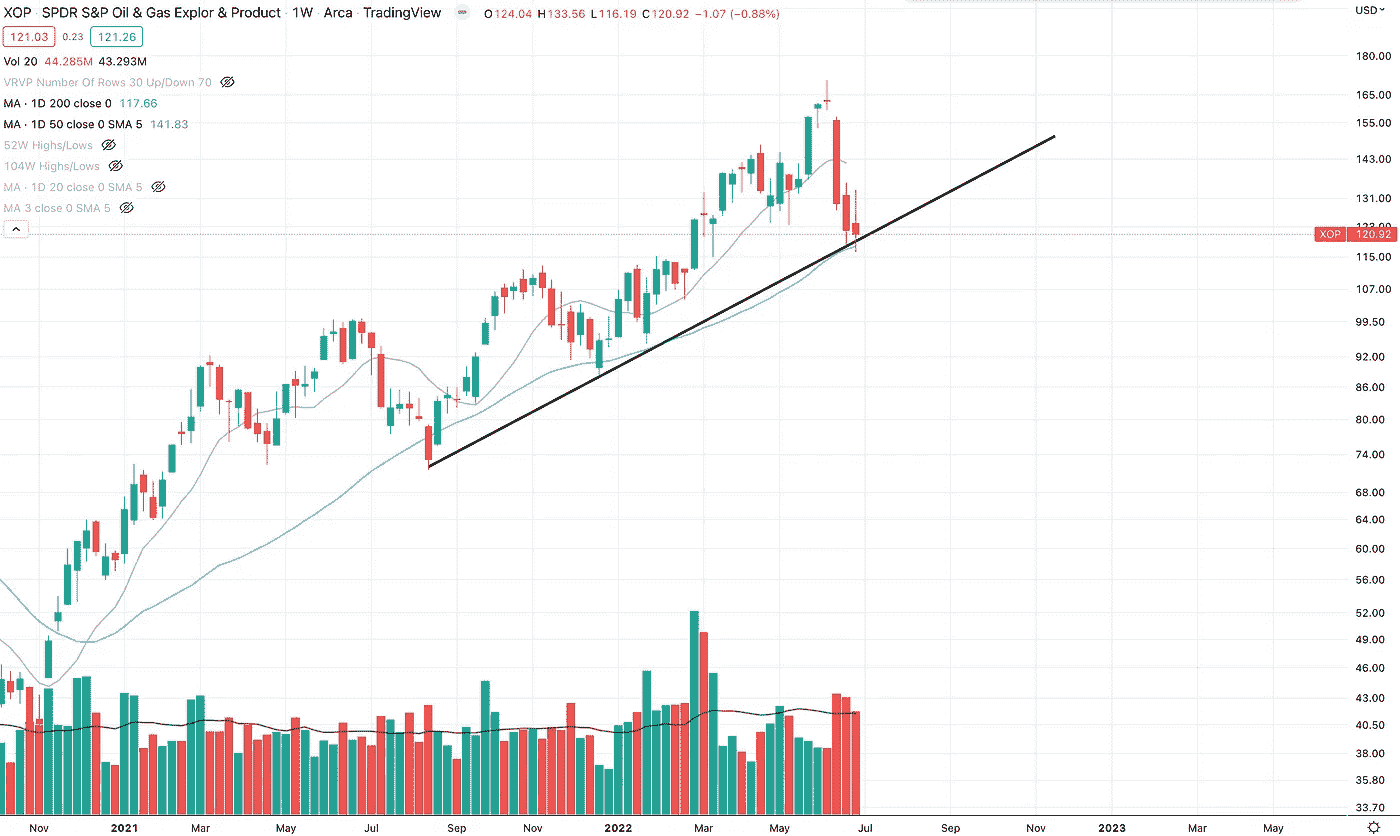 XOP · SPDR S&P Oil & Gas Explor & Product · 1W · Arca · TradingView O124.04 H133.56 L116.19 C120.92 −1.07 (−0.88%)
USD
121.03 0.23 121.26
Vol 20 44.285M 43.293M
VRVP Number Of Rows 30 Up/Down 70
MA · 1D 200 close 0 117.66
MA · 1D 50 close 0 SMA 5 141.83
52W Highs/Lows
104W Highs/Lows
MA · 1D 20 close 0 SMA 5
MA 3 close 0 SMA 5
180.00
165.00
155.00
143.00
131.00
XOP 120.92
115.00
107.00
99.50
92.00
86.00
80.00
74.00
68.00
64.00
60.00
56.00
52.00
49.00
46.00
43.00
40.50
38.00
35.80
33.70
Nov 2021 Mar May Jul Sep Nov 2022 Mar May Jul Sep Nov 2023 Mar May